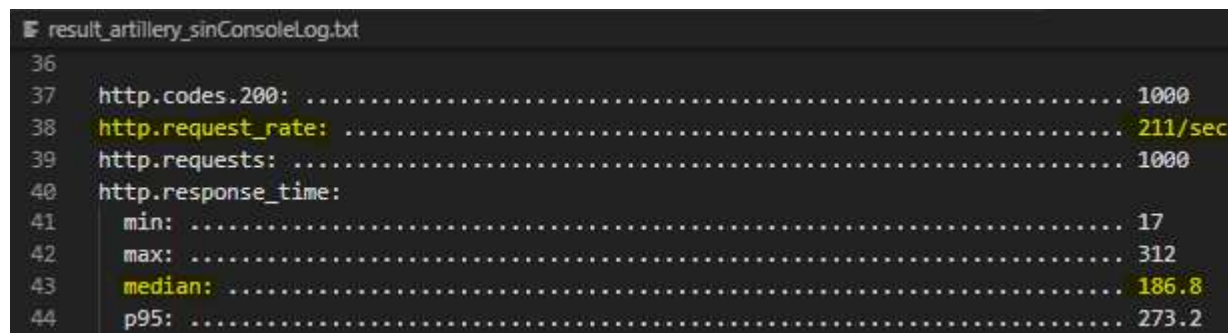 result_artillery_sinConsoleLog.txt
36
37 http.codes.200: ................................................................ 1000
38 http.request_rate: ............................................................. 211/sec
39 http.requests: ................................................................. 1000
40 http.response_time:
41 min: ......................................................................... 17
42 max: ......................................................................... 312
43 median: ...................................................................... 186.8
44 p95: ......................................................................... 273.2